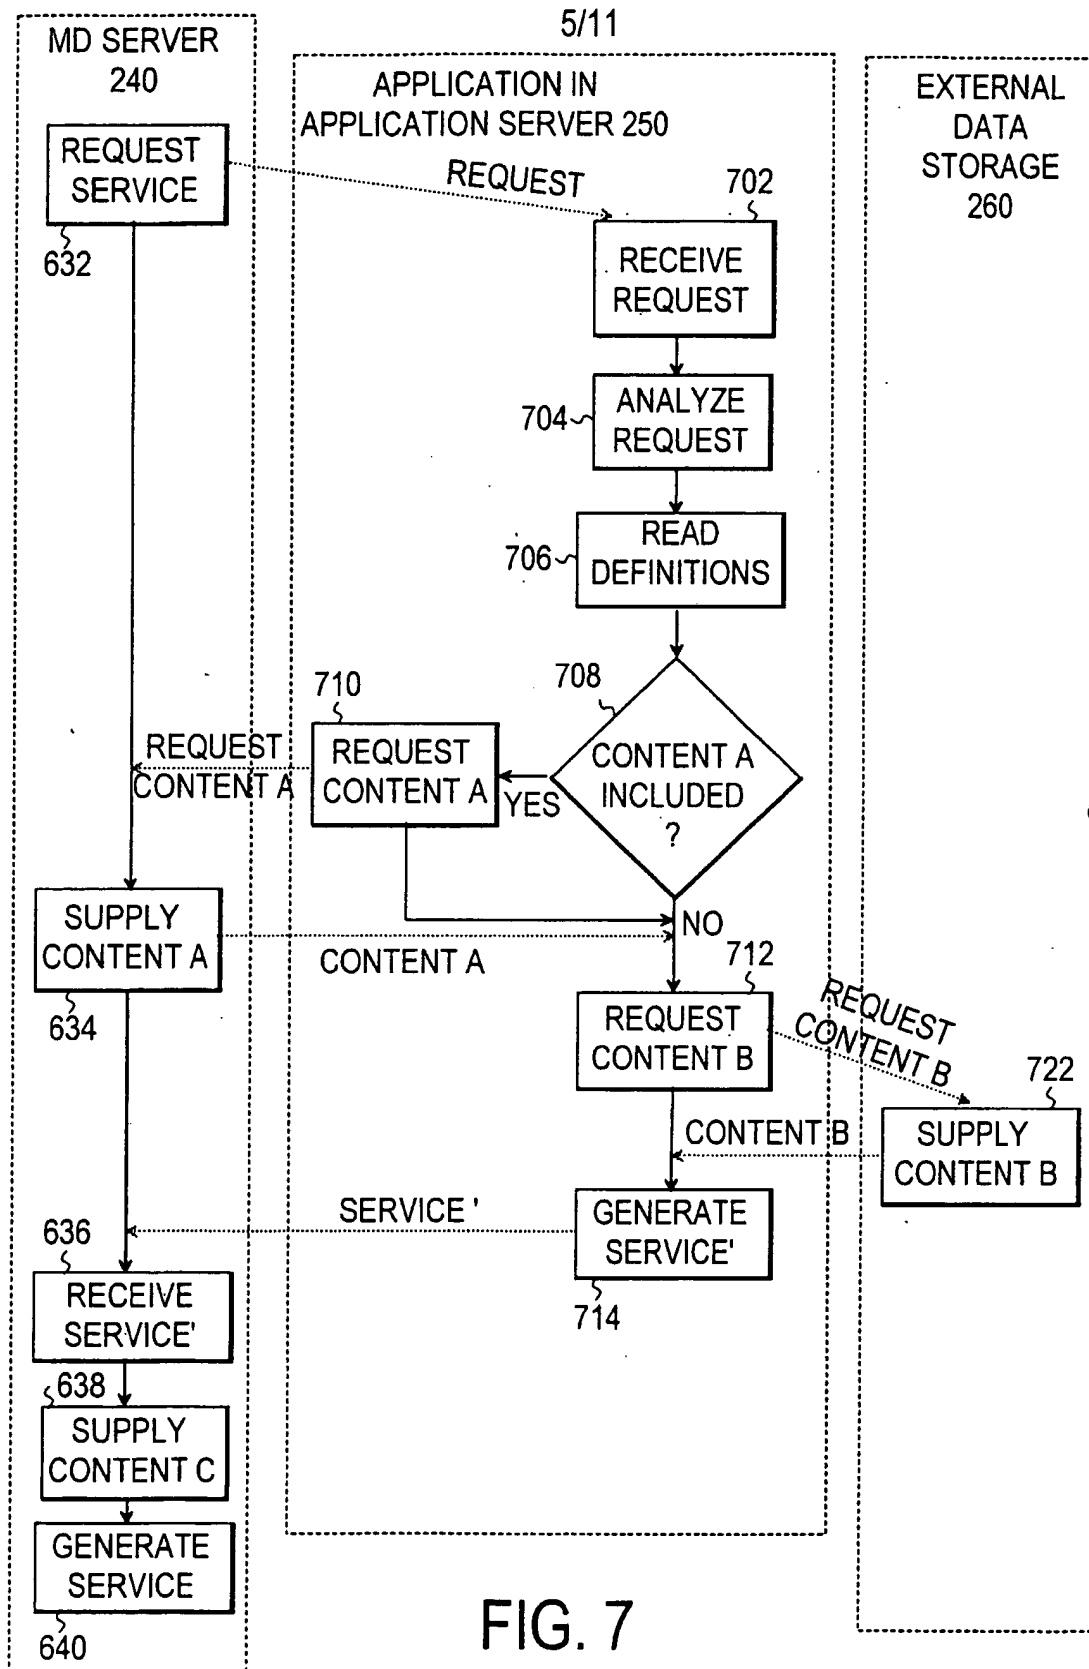 5/11
MD SERVER
240
APPLICATION IN
APPLICATION SERVER 250
EXTERNAL
DATA
STORAGE
260
REQUEST
SERVICE
632
REQUEST
702
RECEIVE
REQUEST
704
ANALYZE
REQUEST
706
READ
DEFINITIONS
708
CONTENT A
INCLUDED
?
YES
710
REQUEST
CONTENT A
REQUEST
CONTENT A
NO
SUPPLY
CONTENT A
634
CONTENT A
712
REQUEST
CONTENT B
REQUEST
CONTENT B
722
SUPPLY
CONTENT B
CONTENT B
GENERATE
SERVICE'
714
SERVICE '
636
RECEIVE
SERVICE'
638
SUPPLY
CONTENT C
GENERATE
SERVICE
640
FIG. 7